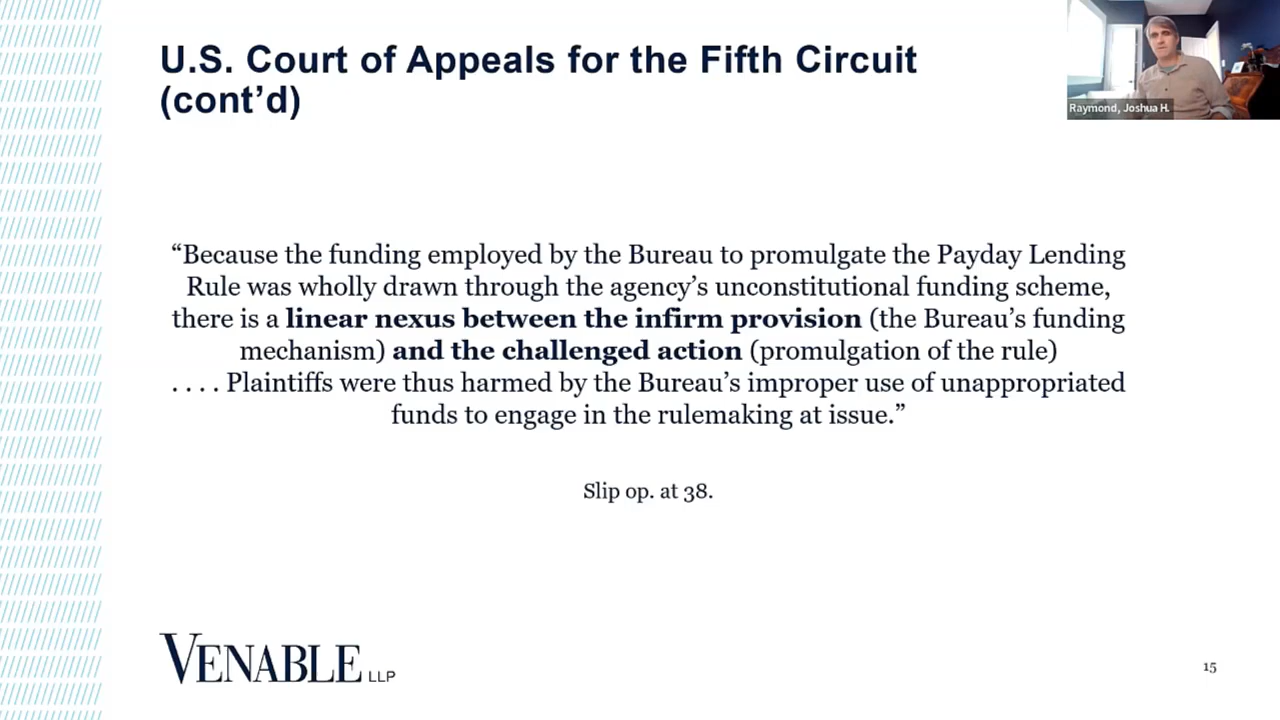 U.S. Court of Appeals for the Fifth Circuit
(cont’d)
Raymond, Joshua H.
“Because the funding employed by the Bureau to promulgate the Payday Lending
Rule was wholly drawn through the agency’s unconstitutional funding scheme,
there is a linear nexus between the infirm provision (the Bureau’s funding
mechanism) and the challenged action (promulgation of the rule)
. . . . Plaintiffs were thus harmed by the Bureau’s improper use of unappropriated
funds to engage in the rulemaking at issue.”
Slip op. at 38.
VENABLE LLP
15